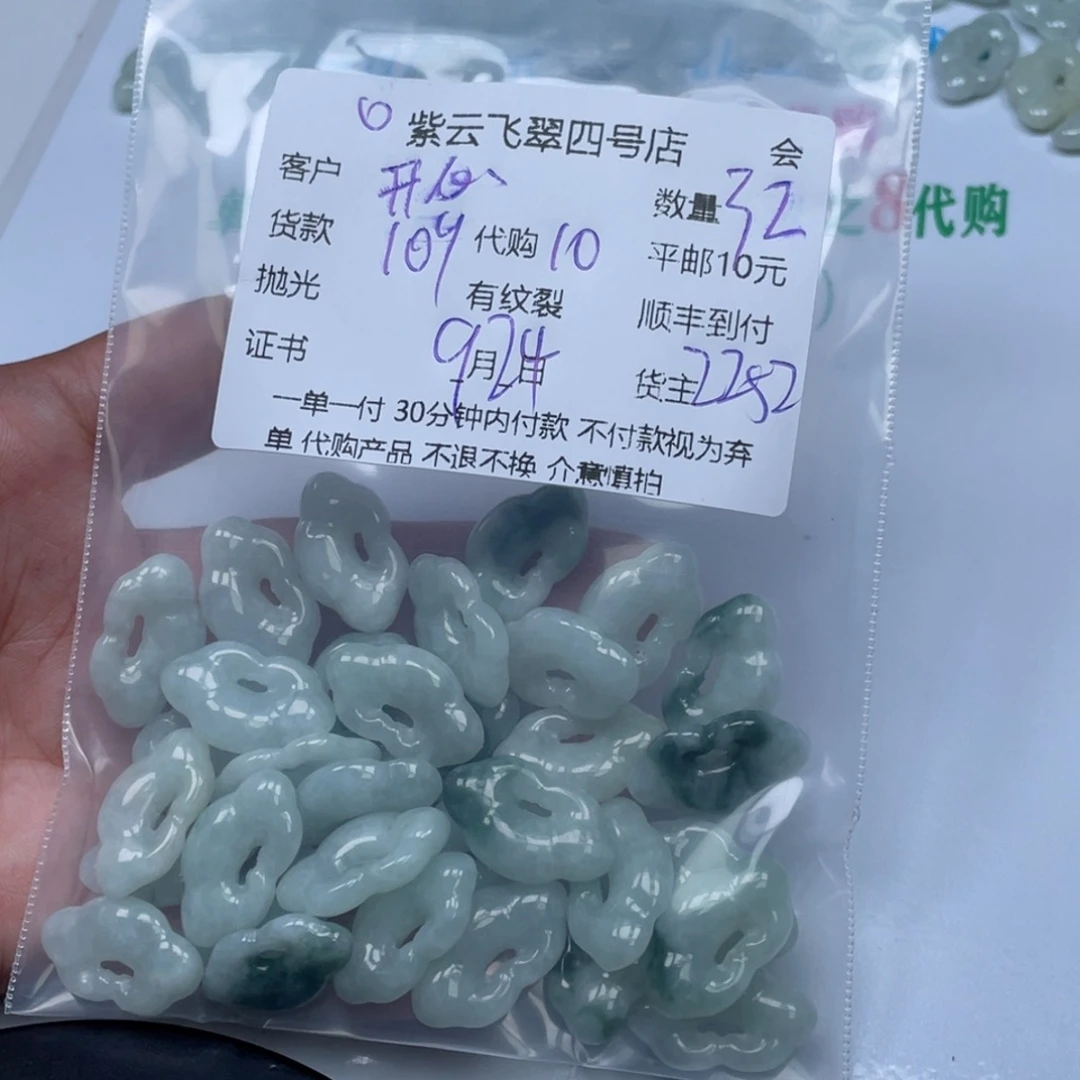 6 紫云飞翠四号店 会
客户 开心 数量 32
货款 109 代购 10 平邮10元
抛光 有纹裂 顺丰到付
证书 9月24日 货主 2282
一单一付 30分钟内付款 不付款视为弃
单 代购产品 不退不换 介意慎拍
8代购